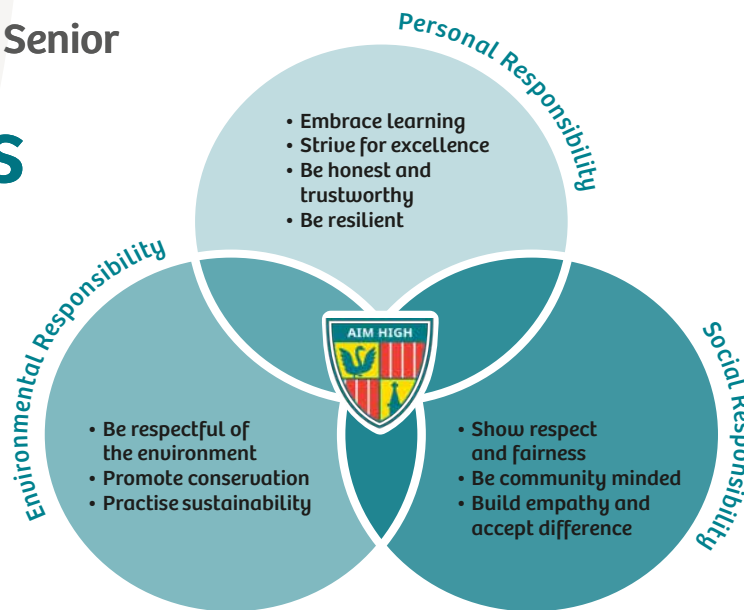 Senior
s
Personal Responsibility
• Embrace learning
• Strive for excellence
• Be honest and
trustworthy
• Be resilient
AIM HIGH
Environmental Responsibility
• Be respectful of
the environment
• Promote conservation
• Practise sustainability
Social Responsibility
• Show respect
and fairness
• Be community minded
• Build empathy and
accept difference